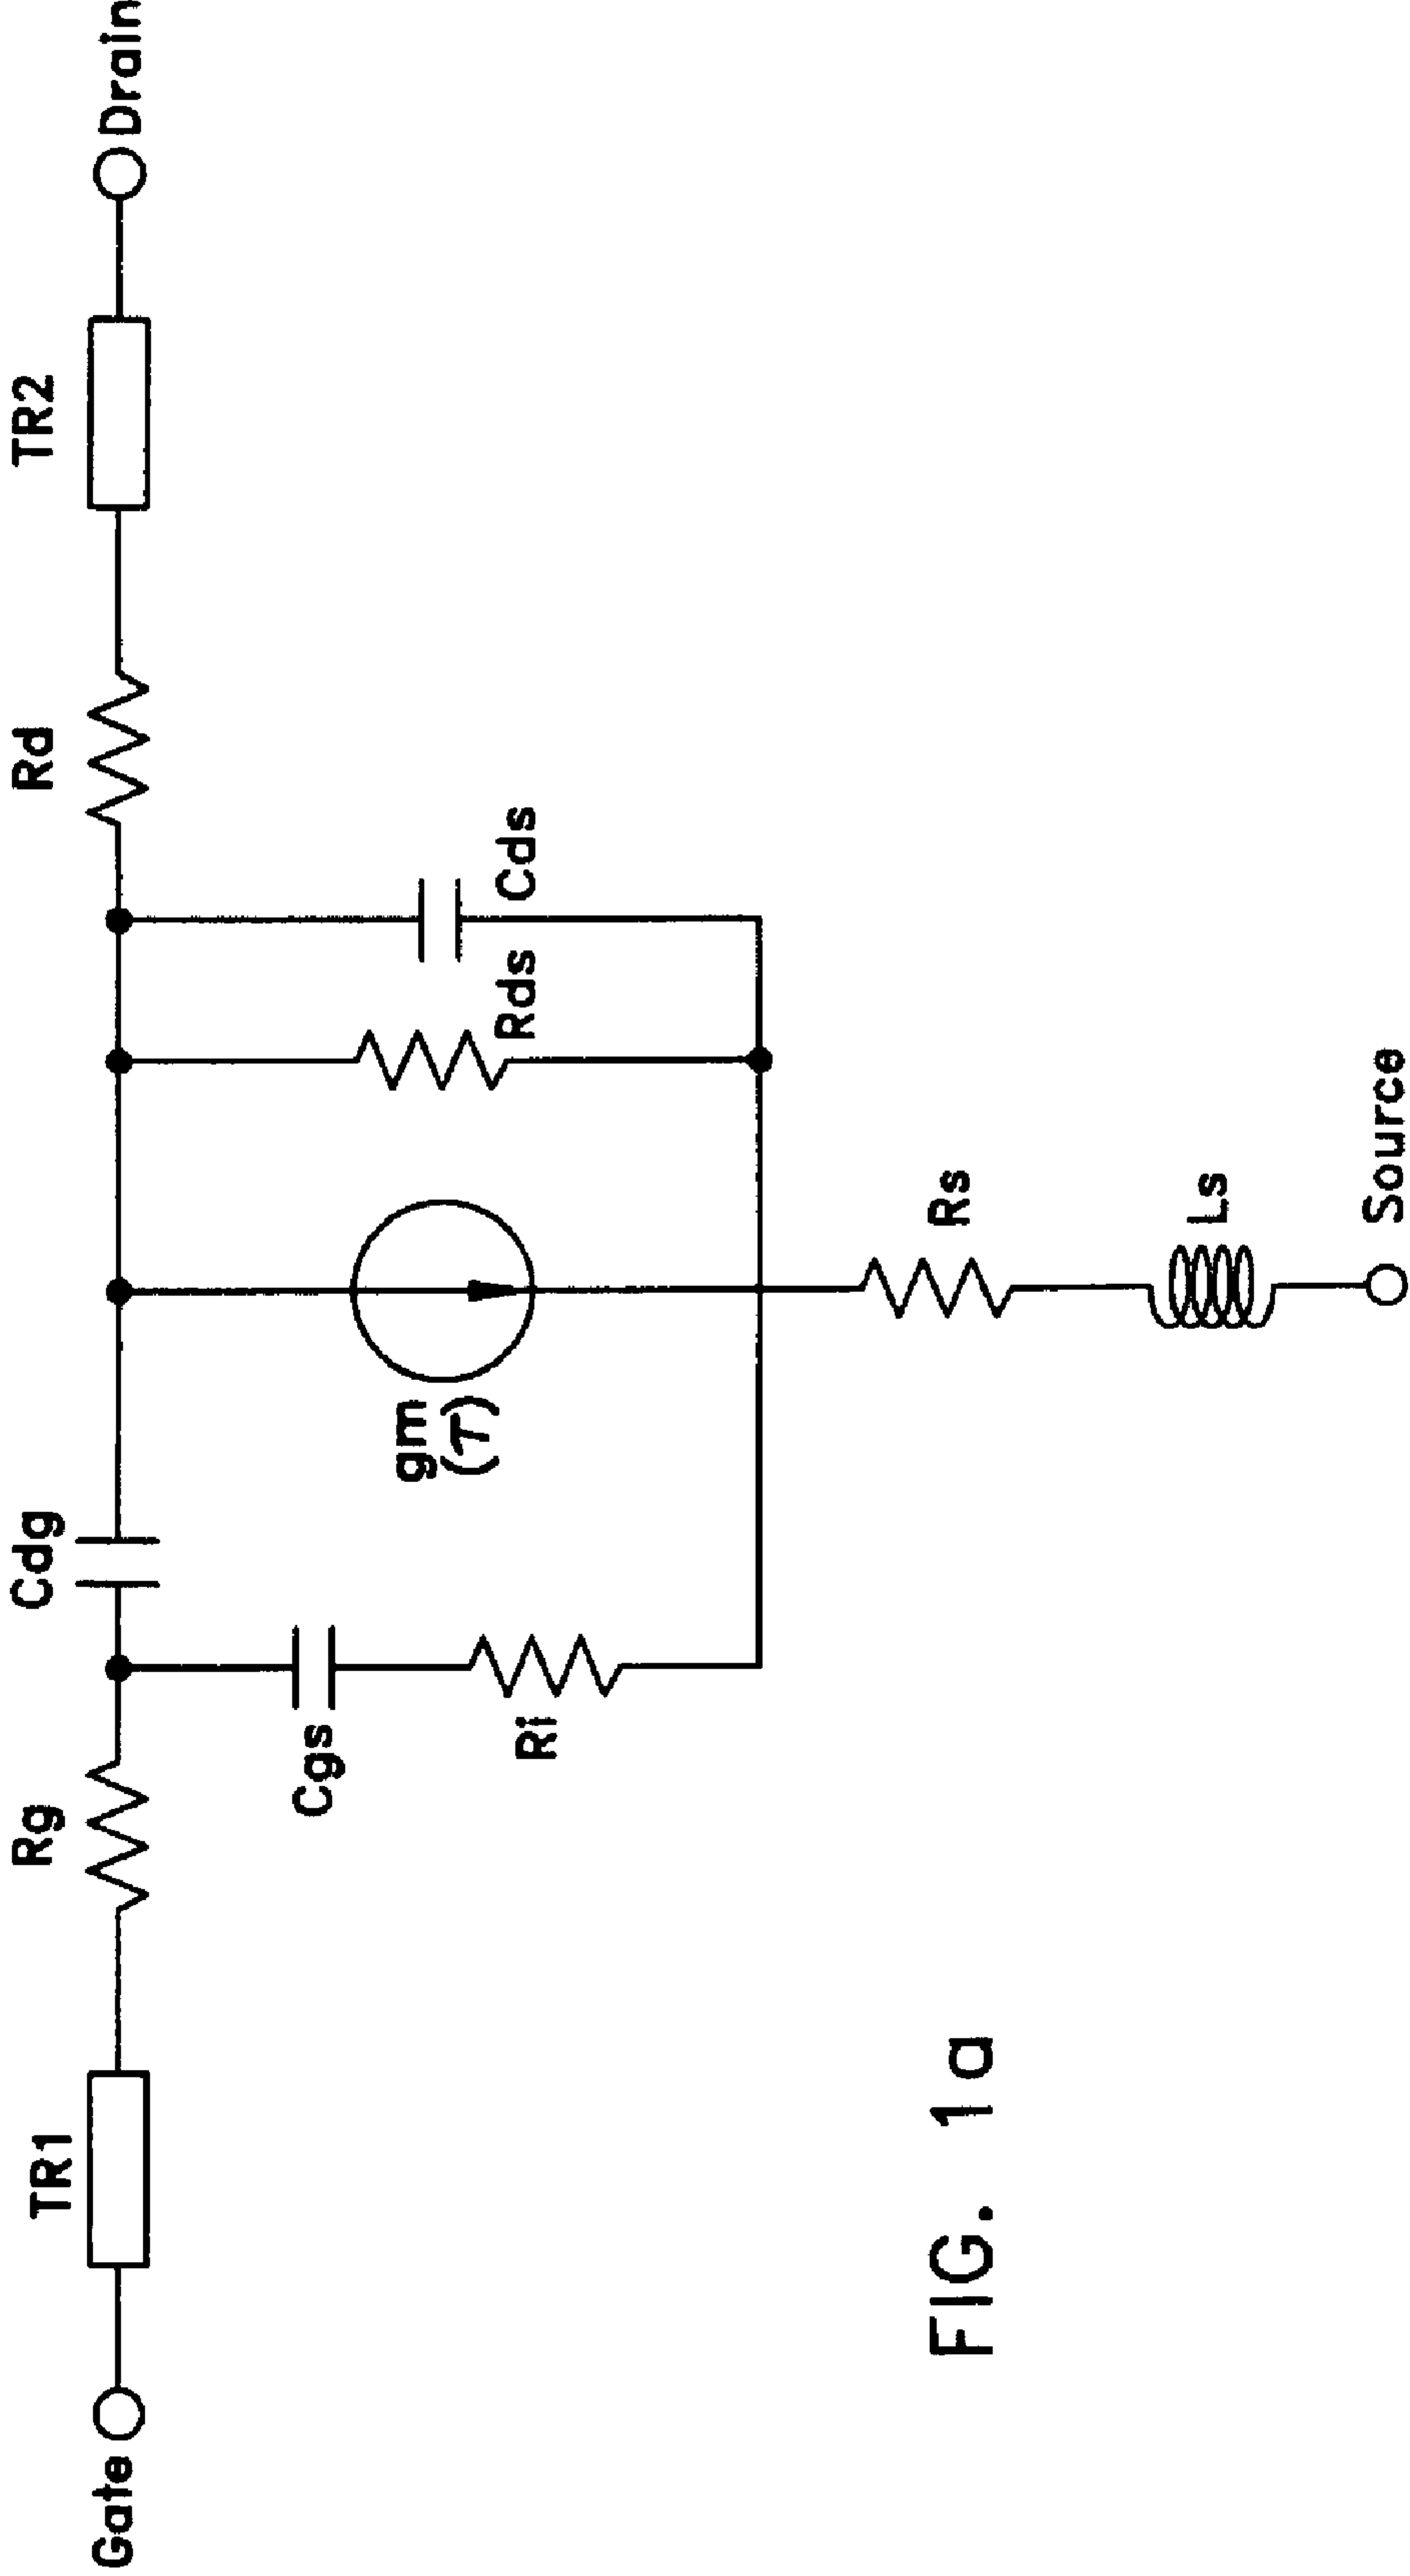 TR1
Rg
Cdg
Rd
TR2
Gate
Drain
Cgs
Ri
gm
(τ)
Rds
Cds
Rs
Ls
Source
FIG. 1a